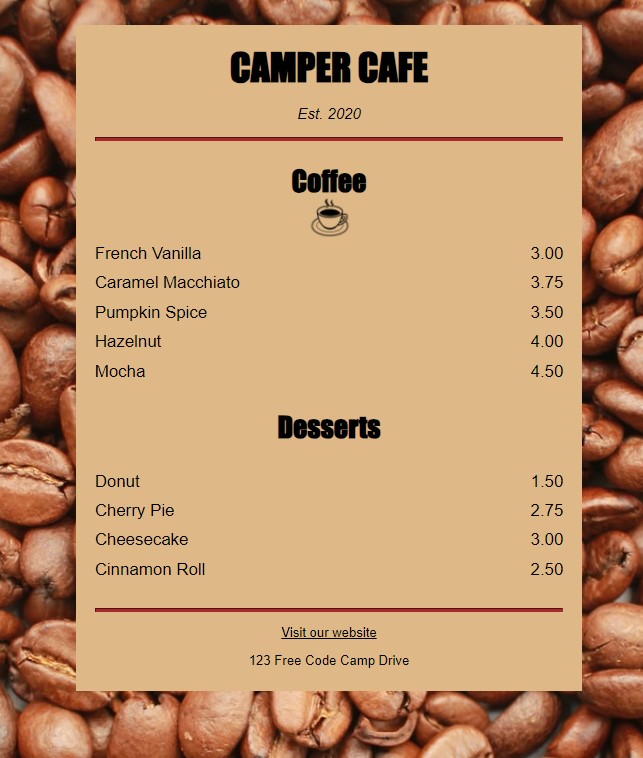 CAMPER CAFE
Est. 2020
Coffee
French Vanilla 3.00
Caramel Macchiato 3.75
Pumpkin Spice 3.50
Hazelnut 4.00
Mocha 4.50
Desserts
Donut 1.50
Cherry Pie 2.75
Cheesecake 3.00
Cinnamon Roll 2.50
Visit our website
123 Free Code Camp Drive